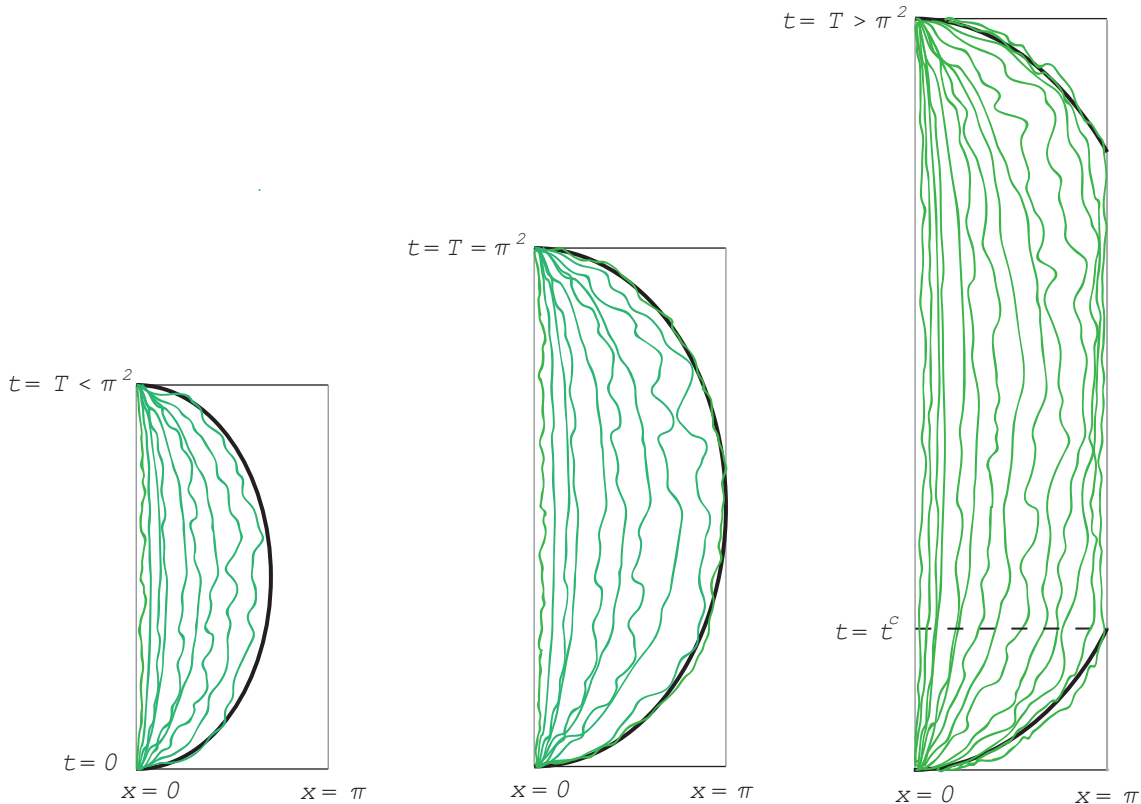 t = T > π²
t = T = π²
t = T < π²
t = t^c
t = 0
x = 0
x = π
x = 0
x = π
x = 0
x = π